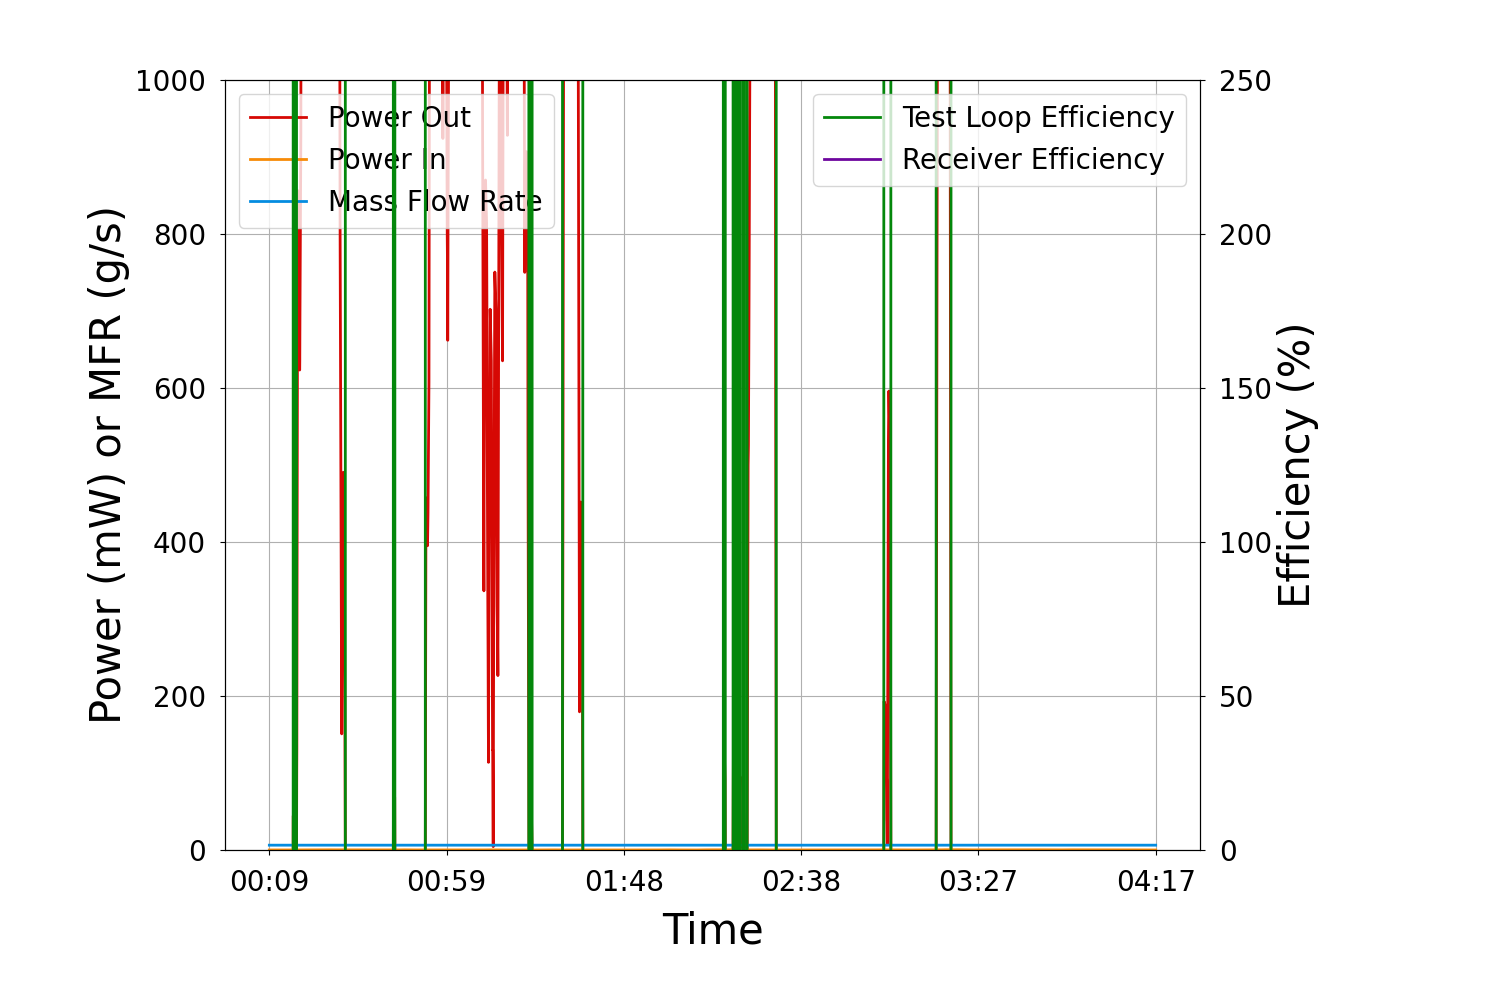 1000
800
600
400
200
0
Power (mW) or MFR (g/s)
Power Out
Power In
Mass Flow Rate
Test Loop Efficiency
Receiver Efficiency
250
200
150
100
50
0
Efficiency (%)
00:09 00:59 01:48 02:38 03:27 04:17
Time